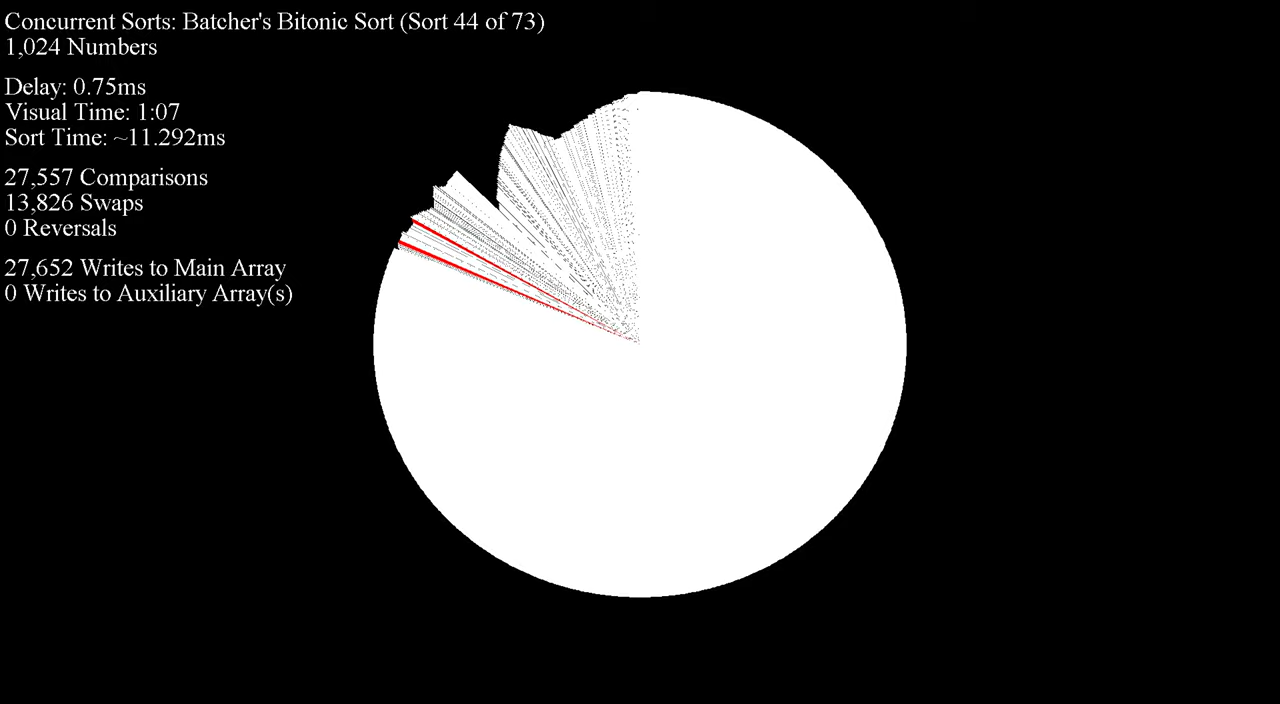 Concurrent Sorts: Batcher's Bitonic Sort (Sort 44 of 73)
1,024 Numbers
Delay: 0.75ms
Visual Time: 1:07
Sort Time: ~11.292ms
27,557 Comparisons
13,826 Swaps
0 Reversals
27,652 Writes to Main Array
0 Writes to Auxiliary Array(s)